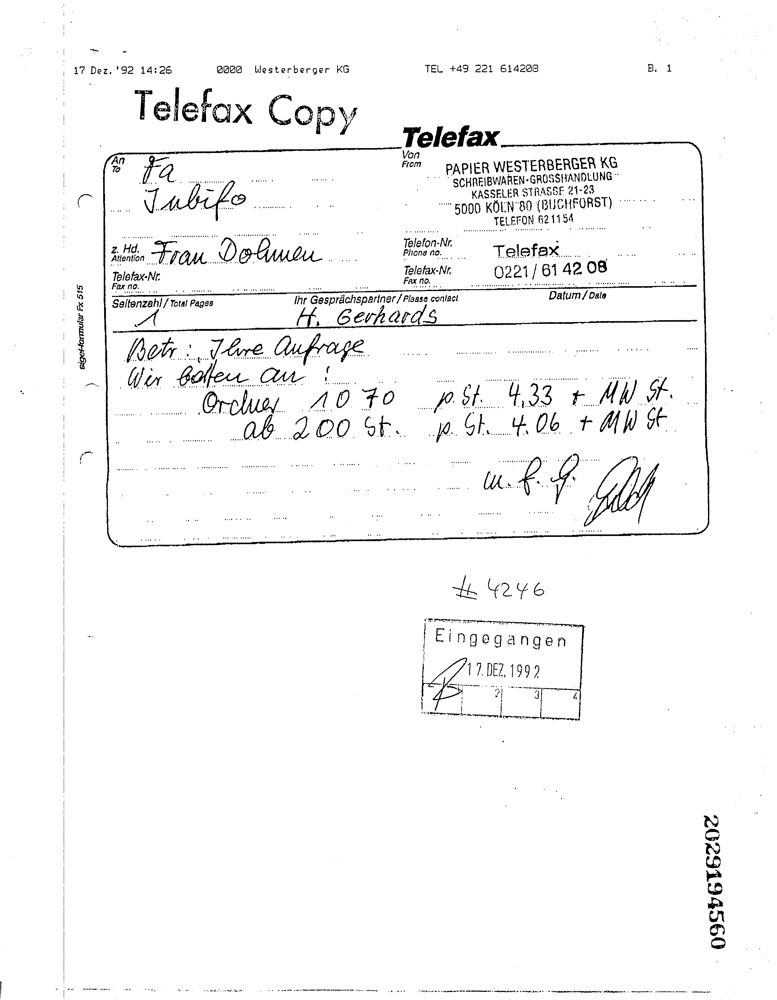 17 Dez. '92 14:26 0000 Westerberger KG TEL +49 221 614208 B. 1
Telefax Copy
Telefax
An
To
Fa
Jubifo
Von
From
PAPIER WESTERBERGER KG
SCHREIBWAREN-GROSSHANDLUNG
KASSELER STRASSE 21-23
5000 KÖLN 80 (BUCHFORST)
TELEFON 621154
z. Hd.
Attention
Frau Dohmen
Telefon-Nr.
Phone no.
Telefax
Telefax-Nr.
Fax no.
Telefax-Nr.
Fax no.
0221/61 42 08
Seitenzahl / Total Pages
1
Ihr Gesprächspartner / Please contact
H. Gerhards
Datum / Date
Betr: Ihre Anfrage
Wir bieten an !
Ordner 1070 p. St. 4,33 + MW St.
ab 200 St. p. St. 4.06 + MW St
m. f. g.
sigel-formular Fx 515
# 4246
Eingegangen
17. DEZ. 1992
2 3 4
2029194560